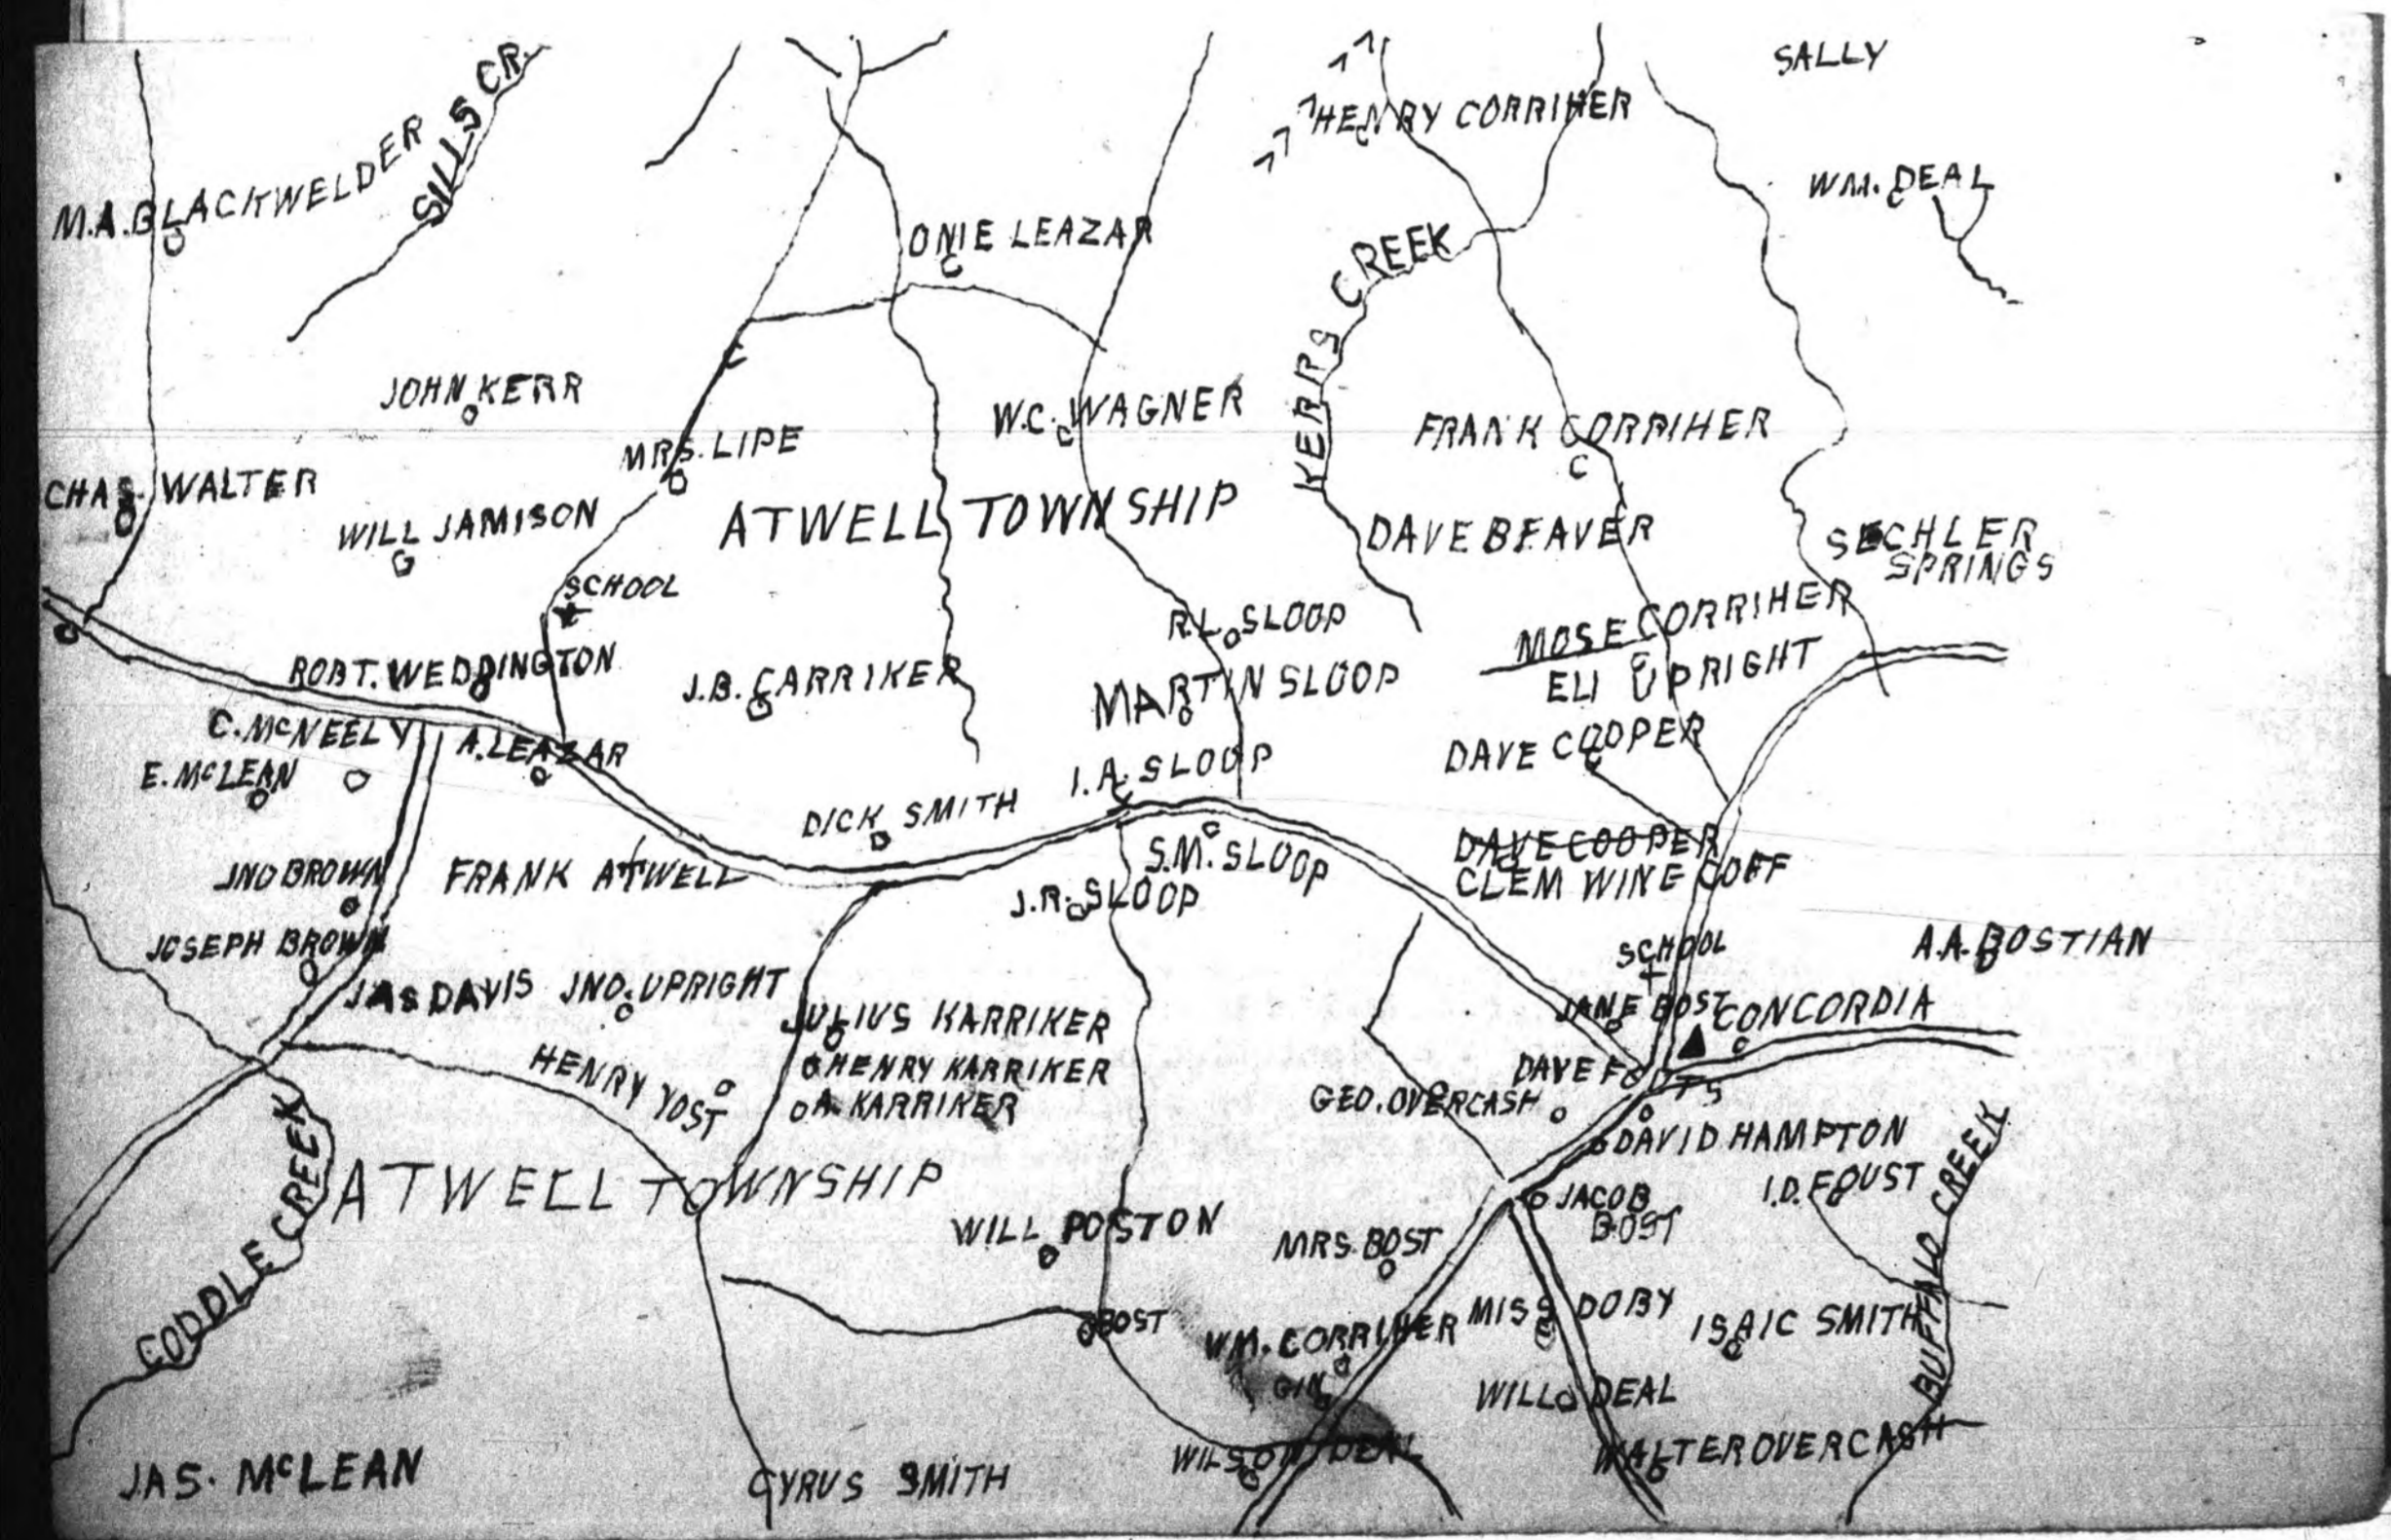 SALLY
SILLS CR.
HENRY CORRIHER
M.A. BLACKWELDER
WM. DEAL
ONIE LEAZAR
KERRS CREEK
JOHN KERR
W.C. WAGNER
FRANK CORRIHER
MRS. LIPE
CHAS. WALTER
WILL JAMISON
ATWELL TOWNSHIP
DAVE BEAVER
SECHLER
SPRINGS
SCHOOL
R.L. SLOOP
MOSE CORRIHER
ROBT. WEDDINGTON
J.B. CARRIKER
MARTIN SLOOP
ELI UPRIGHT
C. McNEELY
A. LEAZAR
DAVE COOPER
E. McLEAN
I.A. SLOOP
DICK SMITH
DAVE COOPER
S.M. SLOOP
CLEM WINECOFF
JNO BROWN
FRANK ATWELL
J.R. SLOOP
JOSEPH BROWN
SCHOOL
A.A. BOSTIAN
JAS DAVIS
JNO. UPRIGHT
JANE BOST
CONCORDIA
JULIUS KARRIKER
HENRY KARRIKER
A. KARRIKER
HENRY YOST
DAVE FOUTS
GEO. OVERCASH
DAVID HAMPTON
CODDLE CREEK
ATWELL TOWNSHIP
JACOB
BOST
I.D. FOUST
BUFFALO CREEK
WILL POSTON
MRS. BOST
BOST
MISS DOBY
ISAIC SMITH
WM. CORRIHER
GIN
WILL DEAL
WILSON DEAL
WALTER OVERCASH
JAS. McLEAN
CYRUS SMITH